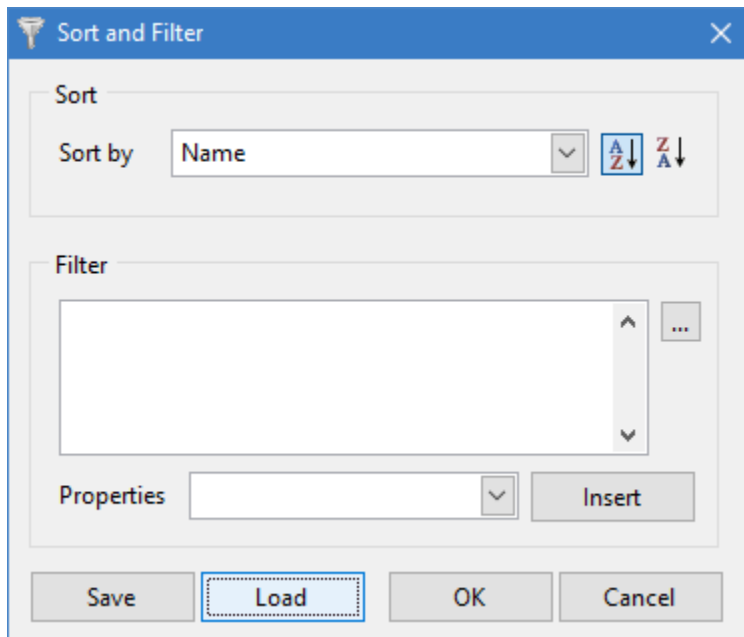 Sort and Filter
Sort
Sort by Name A Z Z A
Filter
...
Properties Insert
Save Load OK Cancel